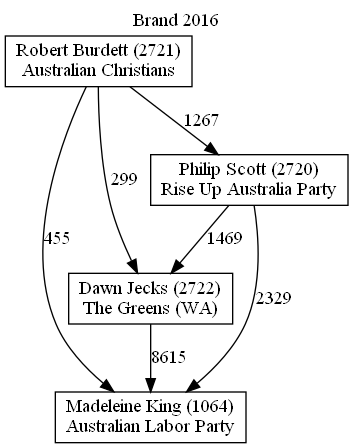 Brand 2016
Robert Burdett (2721)
Australian Christians
1267
Philip Scott (2720)
Rise Up Australia Party
299
455
1469
Dawn Jecks (2722)
The Greens (WA)
2329
8615
Madeleine King (1064)
Australian Labor Party